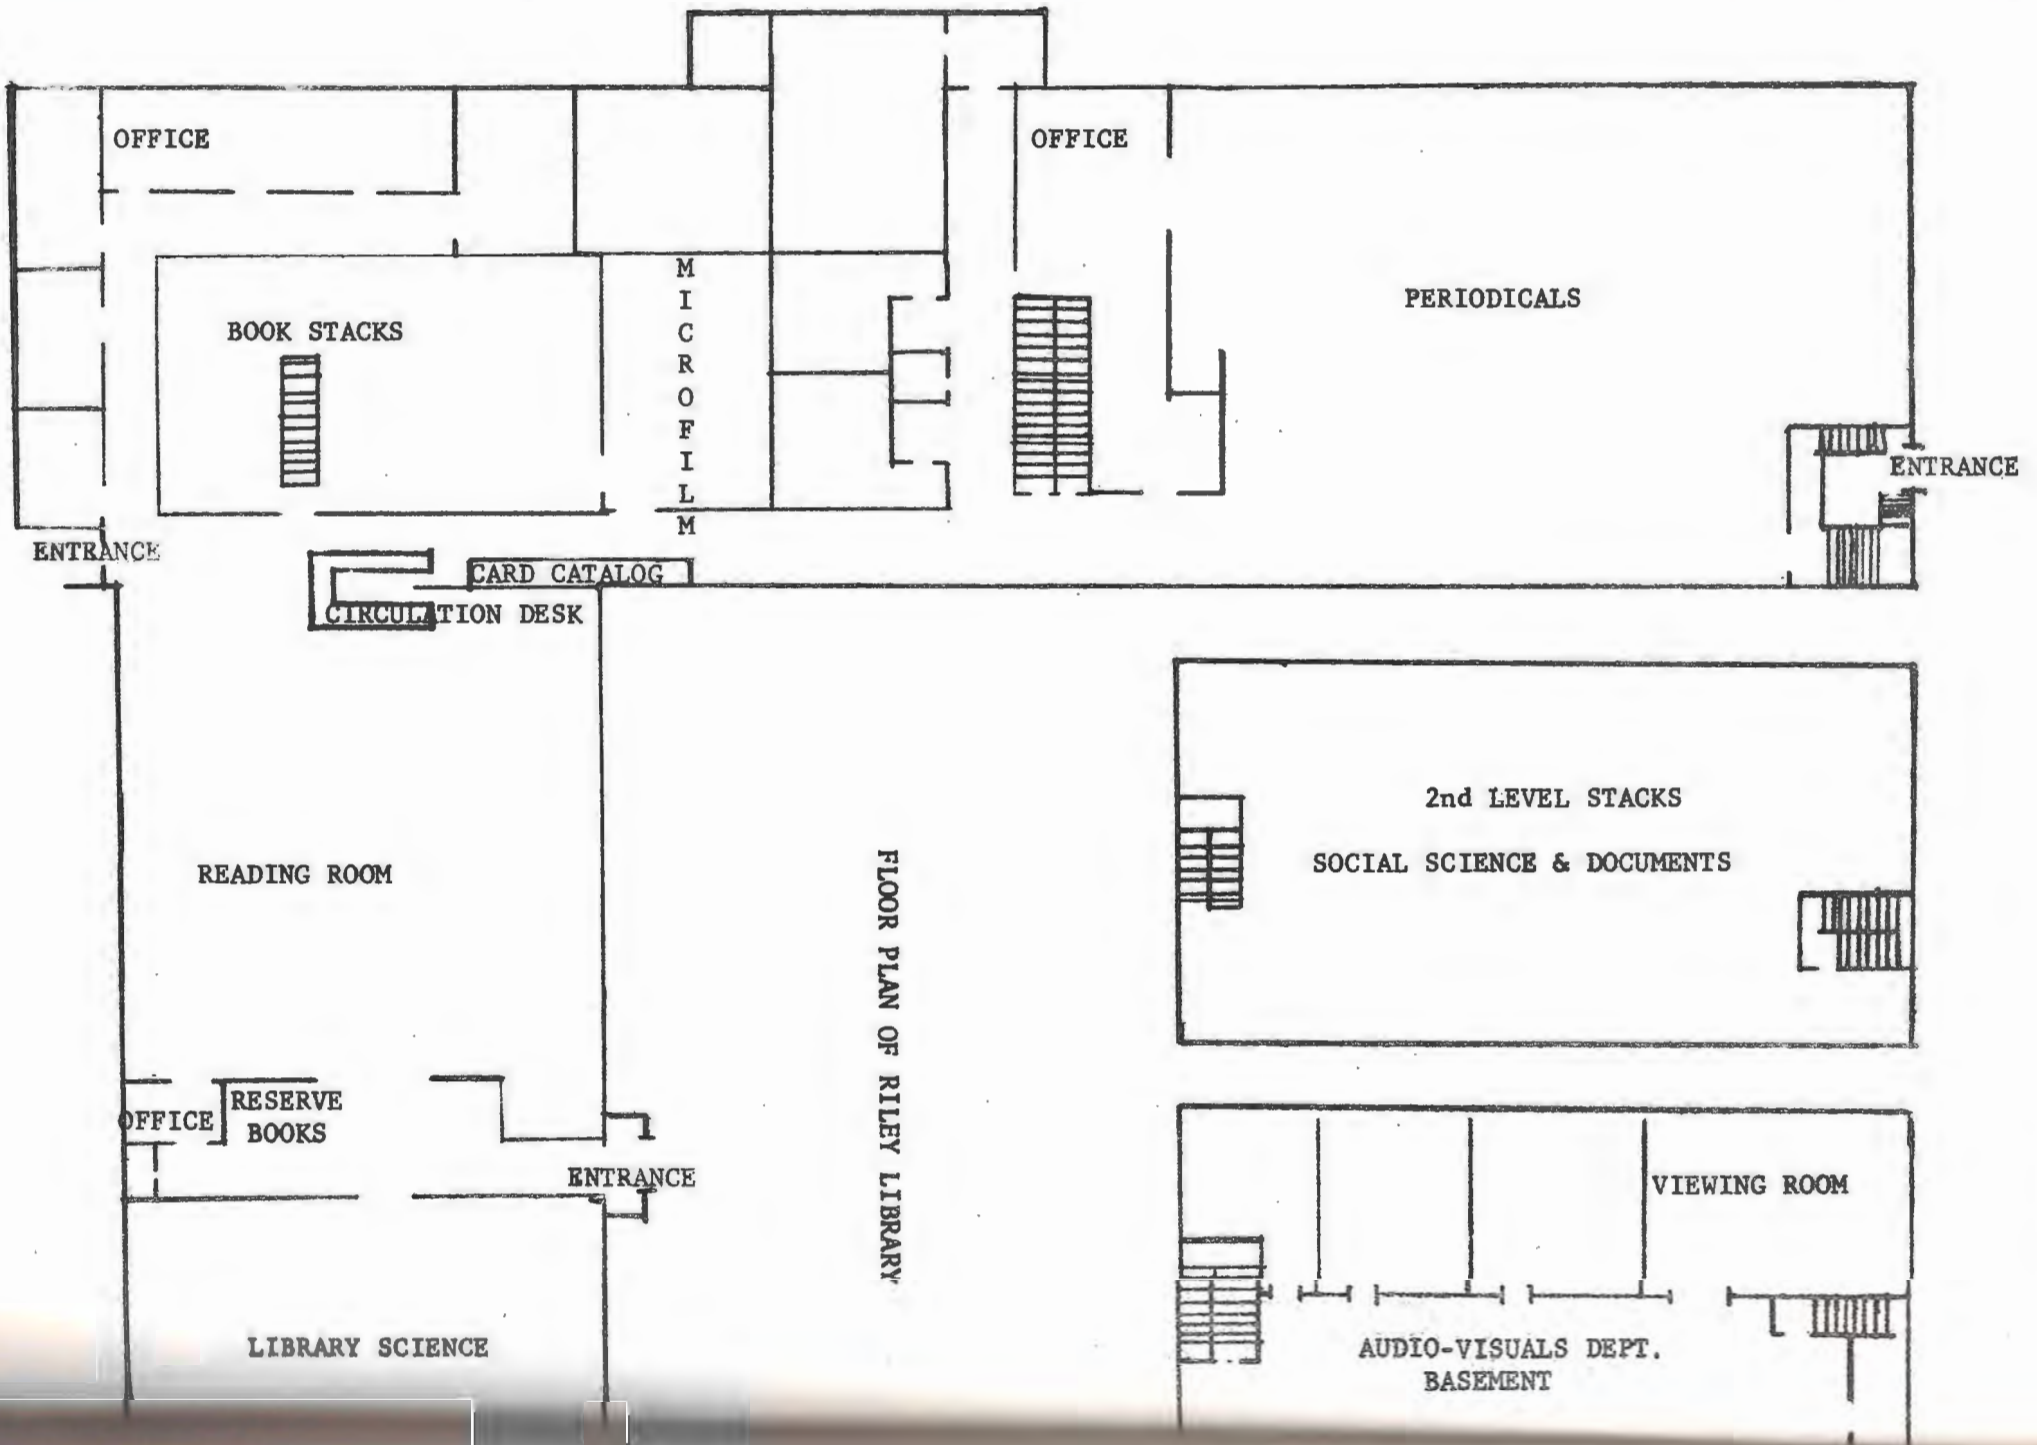 OFFICE
OFFICE
PERIODICALS
BOOK STACKS
MICROFILM
ENTRANCE
ENTRANCE
CARD CATALOG
CIRCULATION DESK
READING ROOM
OFFICE
RESERVE
BOOKS
ENTRANCE
LIBRARY SCIENCE
FLOOR PLAN OF RILEY LIBRARY
2nd LEVEL STACKS
SOCIAL SCIENCE & DOCUMENTS
VIEWING ROOM
AUDIO-VISUALS DEPT.
BASEMENT